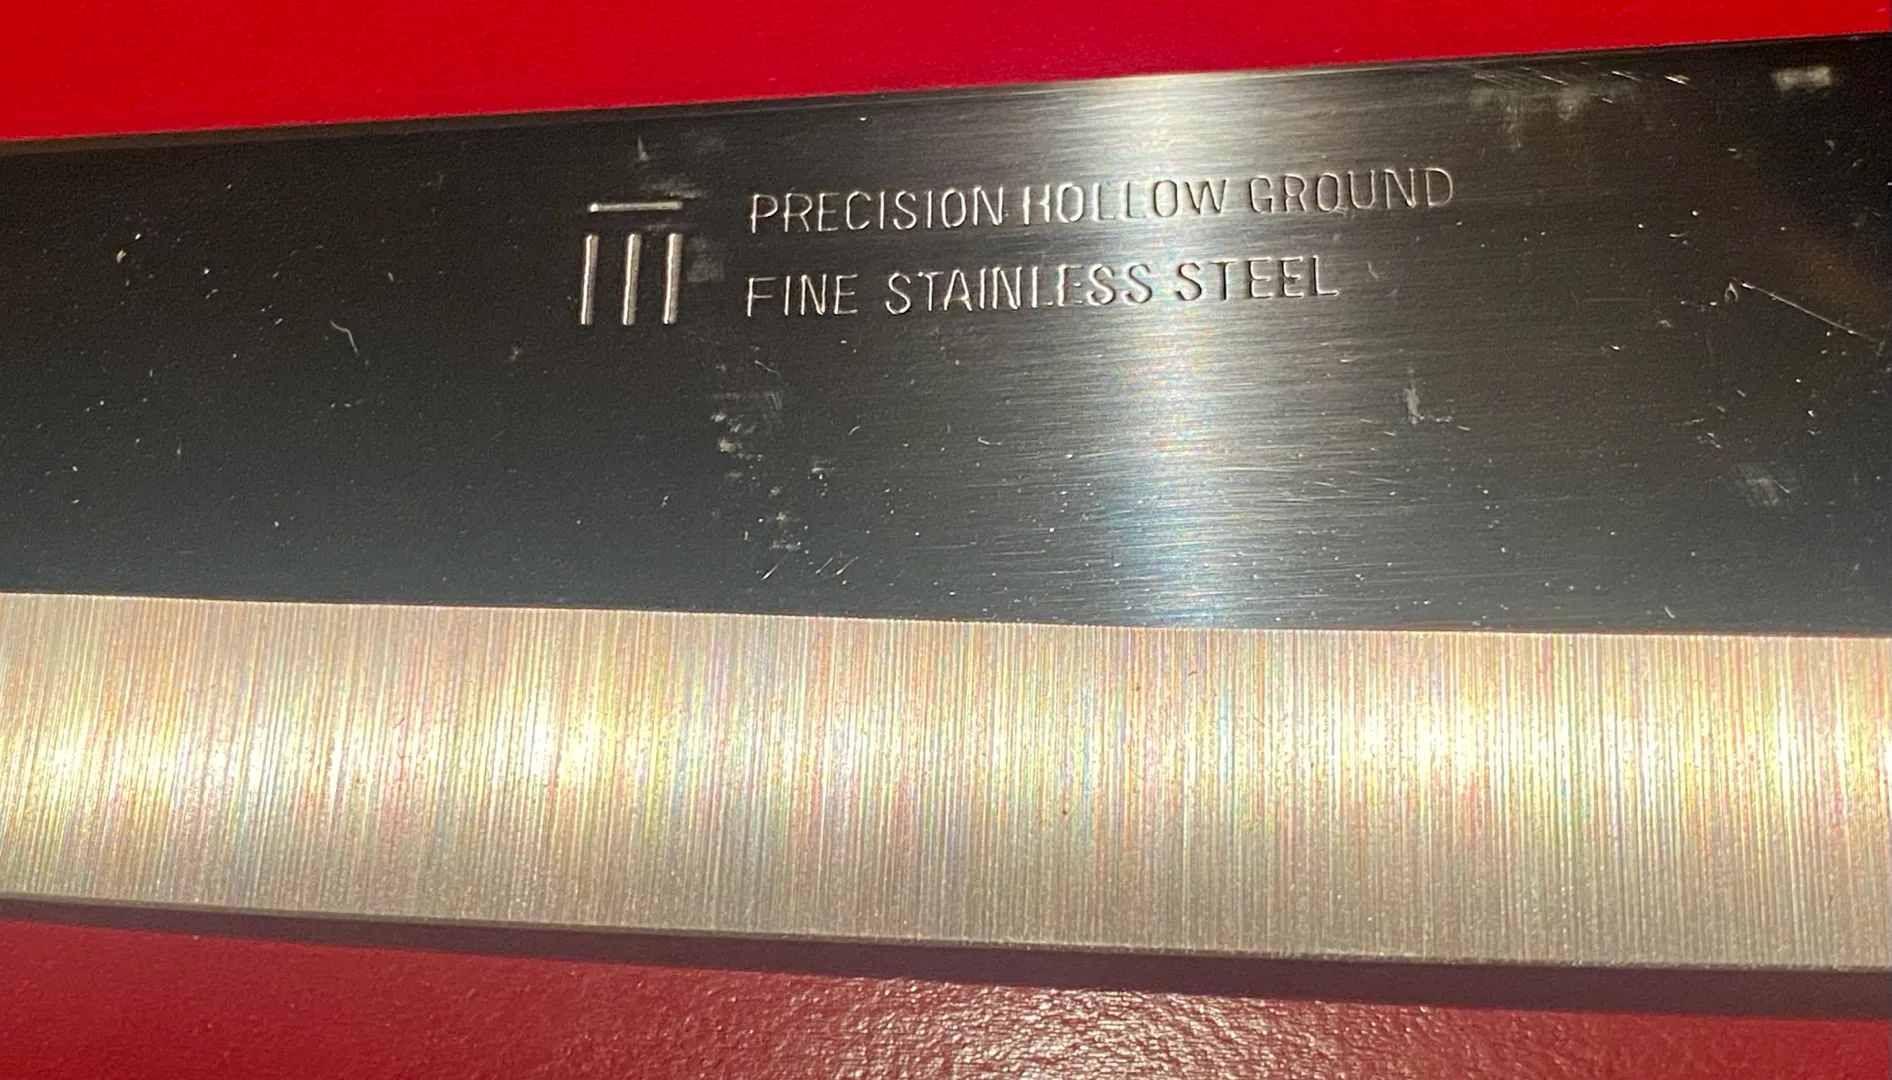 PRECISION HOLLOW GROUND
FINE STAINLESS STEEL